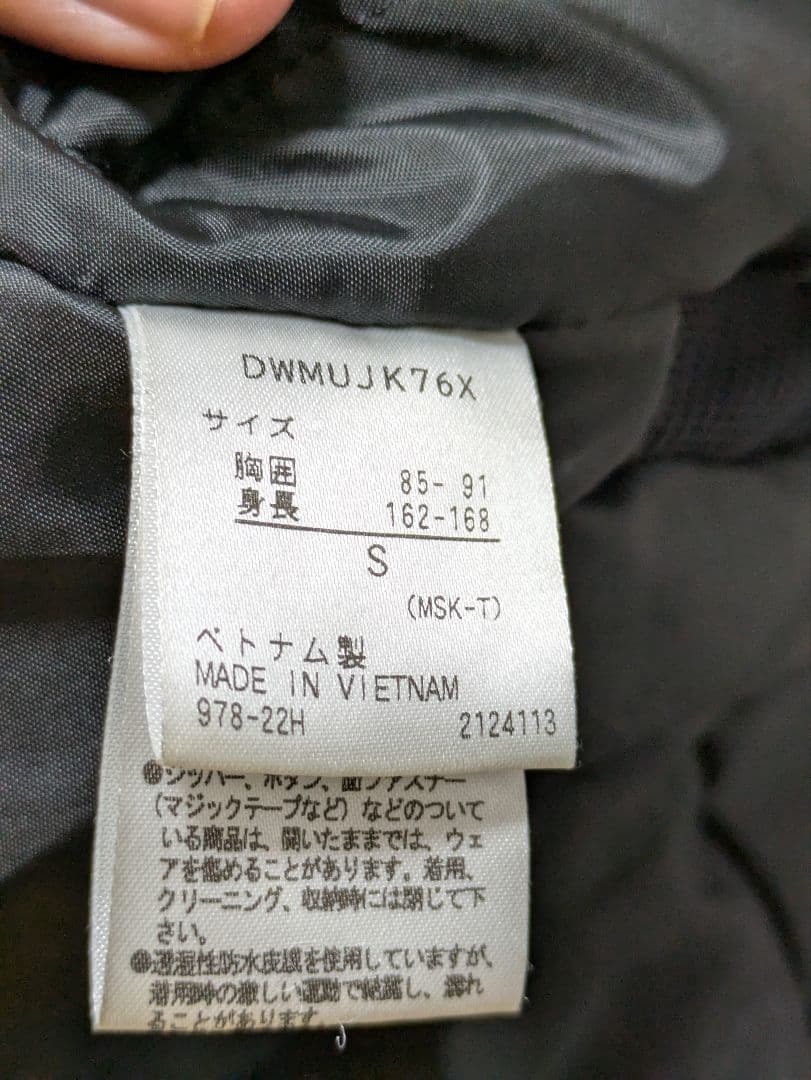 DWMUJK76X
サイズ
胸囲 85- 91
身長 162-168
S
(MSK-T)
ベトナム製
MADE IN VIETNAM
978-22H 2124113
●ジッパー、ボタン、面ファスナー
(マジックテープなど)などのついて
いる商品は、開いたままでは、ウェ
アを傷めることがあります。着用、
クリーニング、収納時には閉じて下
さい。
●透湿性防水皮膜を使用していますが、
着用時の激しい運動で結露し、濡れ
ることがあります。